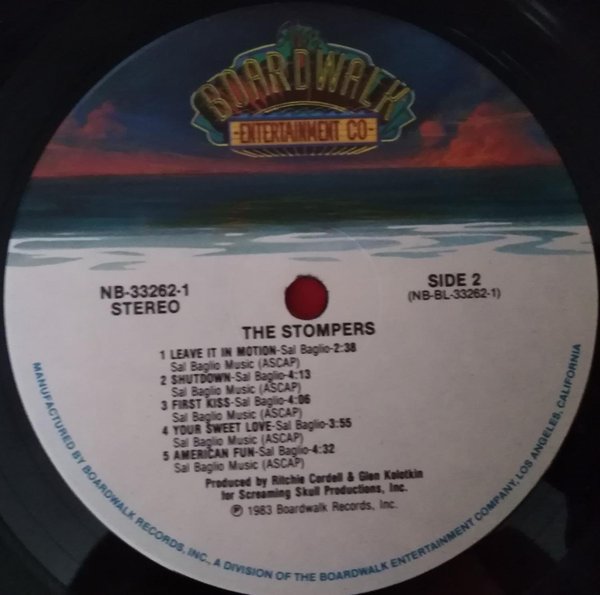 BOARDWALK
-ENTERTAINMENT CO-
NB-33262-1
STEREO
SIDE 2
(NB-BL-33262-1)
THE STOMPERS
1 LEAVE IT IN MOTION-Sal Baglio-2:38
Sal Baglio Music (ASCAP)
2 SHUTDOWN-Sal Baglio-4:13
Sal Baglio Music (ASCAP)
3 FIRST KISS-Sal Baglio-4:06
Sal Baglio Music (ASCAP)
4 YOUR SWEET LOVE-Sal Baglio-3:55
Sal Baglio Music (ASCAP)
5 AMERICAN FUN-Sal Baglio-4:32
Sal Baglio Music (ASCAP)
Produced by Ritchie Cordell & Glen Kolotkin
for Screaming Skull Productions, Inc.
℗ 1983 Boardwalk Records, Inc.
MANUFACTURED BY BOARDWALK RECORDS, INC., A DIVISION OF THE BOARDWALK ENTERTAINMENT COMPANY, LOS ANGELES, CALIFORNIA